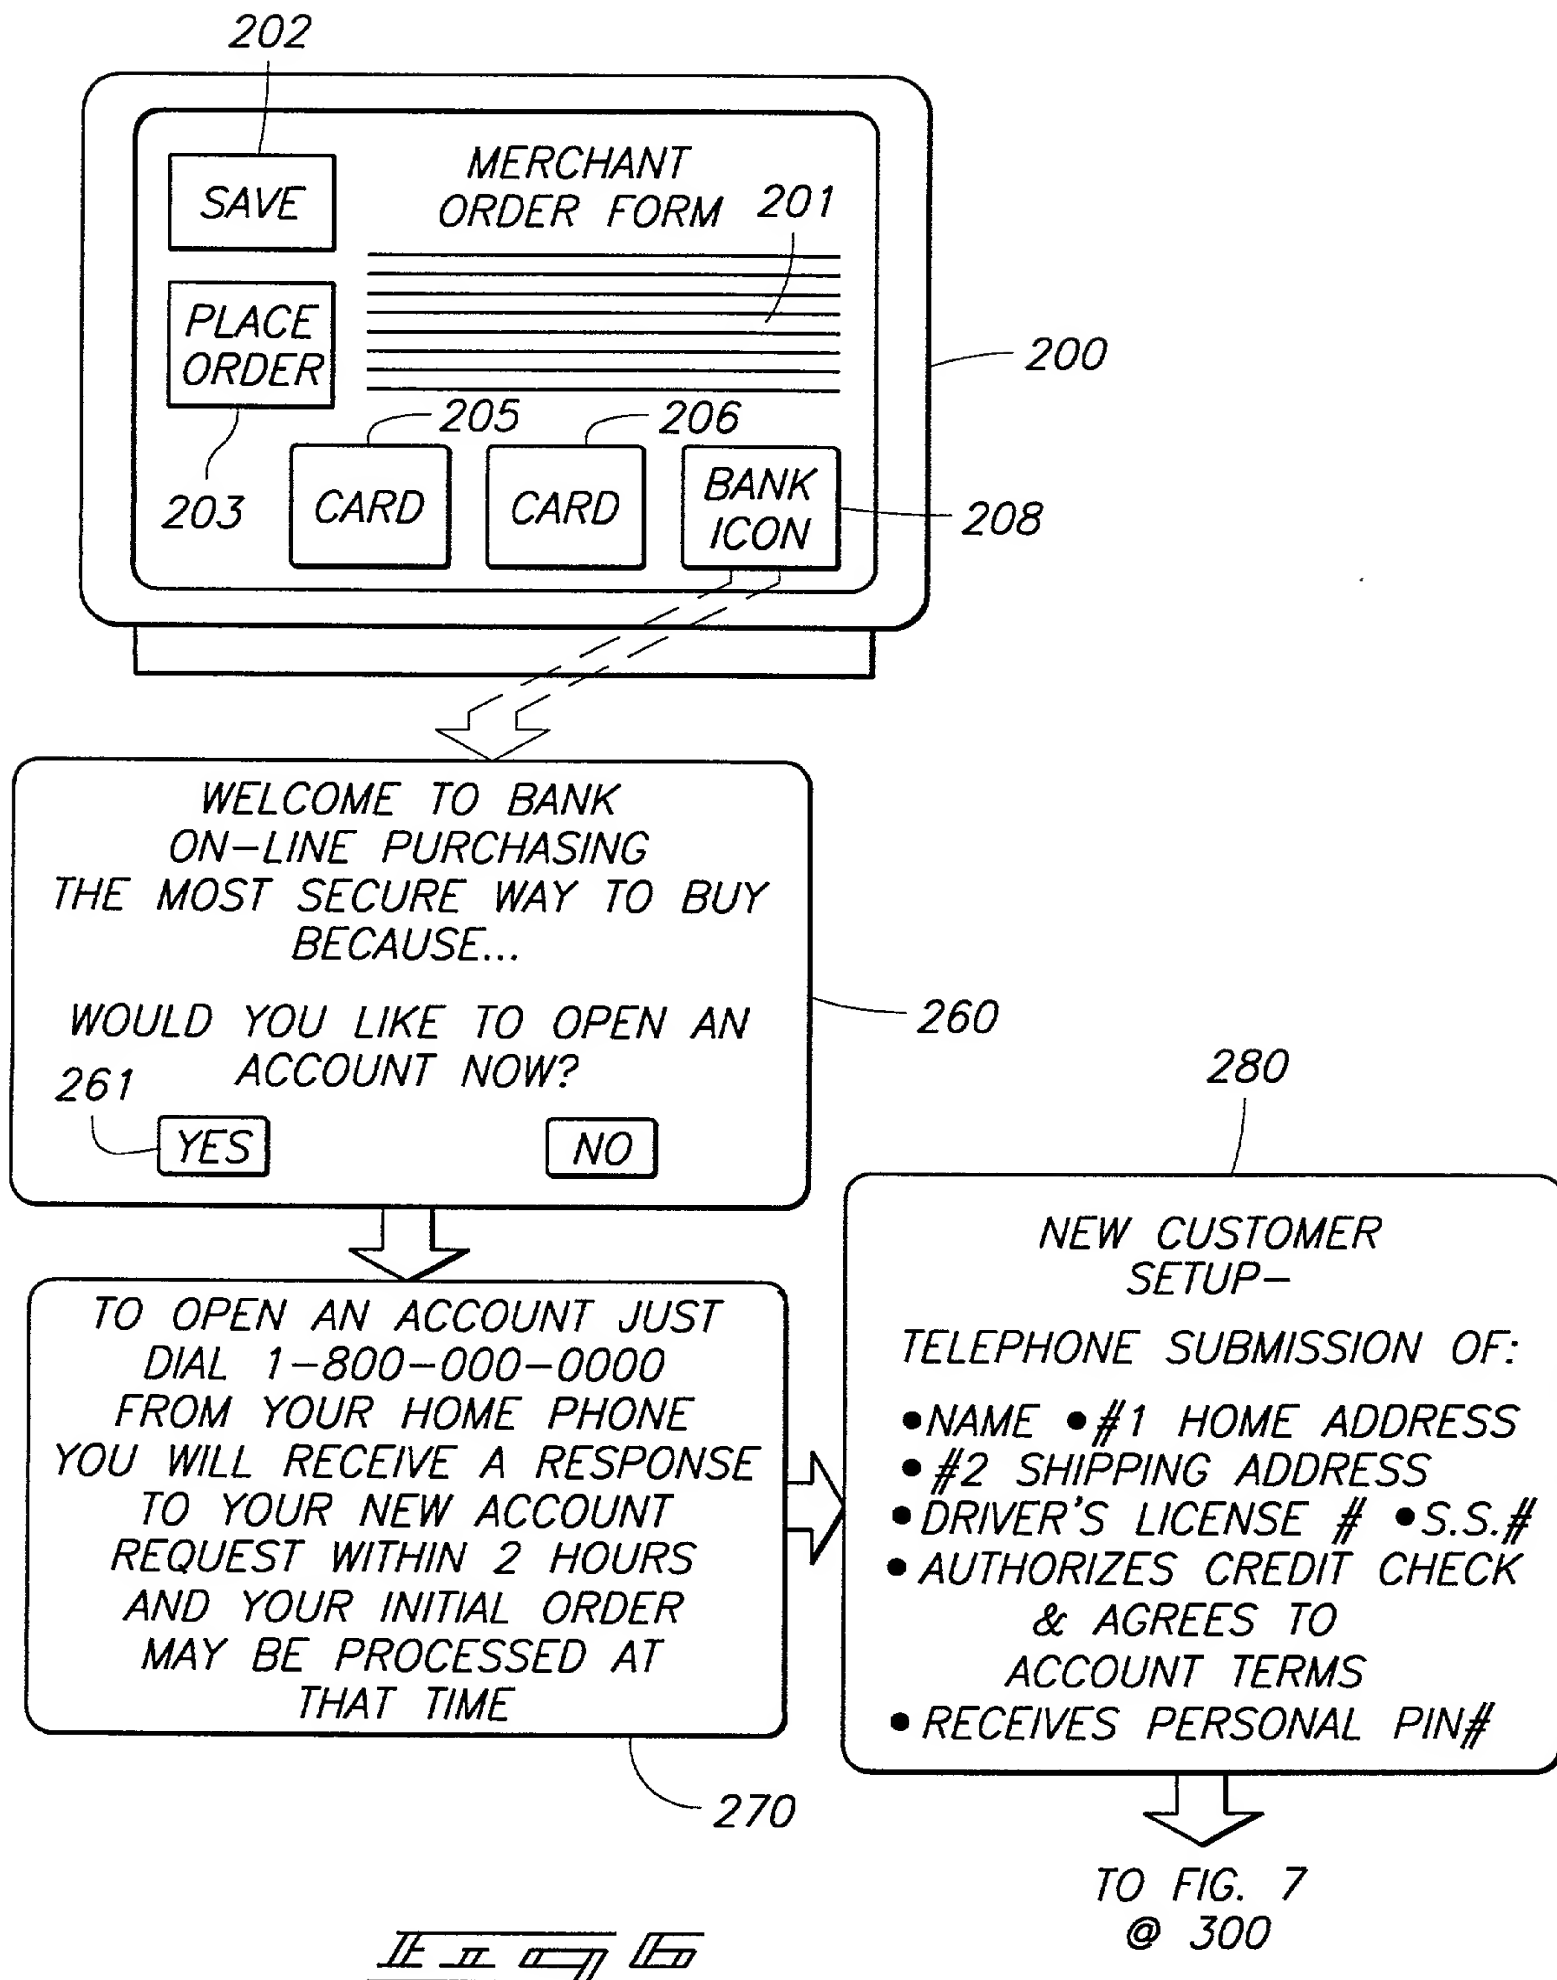 202
SAVE
MERCHANT
ORDER FORM
201
PLACE
ORDER
200
205
206
203
CARD
CARD
BANK
ICON
208
WELCOME TO BANK
ON-LINE PURCHASING
THE MOST SECURE WAY TO BUY
BECAUSE...
WOULD YOU LIKE TO OPEN AN
ACCOUNT NOW?
260
261
YES
NO
TO OPEN AN ACCOUNT JUST
DIAL 1-800-000-0000
FROM YOUR HOME PHONE
YOU WILL RECEIVE A RESPONSE
TO YOUR NEW ACCOUNT
REQUEST WITHIN 2 HOURS
AND YOUR INITIAL ORDER
MAY BE PROCESSED AT
THAT TIME
270
280
NEW CUSTOMER
SETUP-
TELEPHONE SUBMISSION OF:
•NAME •#1 HOME ADDRESS
•#2 SHIPPING ADDRESS
•DRIVER'S LICENSE # •S.S.#
•AUTHORIZES CREDIT CHECK
& AGREES TO
ACCOUNT TERMS
•RECEIVES PERSONAL PIN#
TO FIG. 7
@ 300
Fig 6